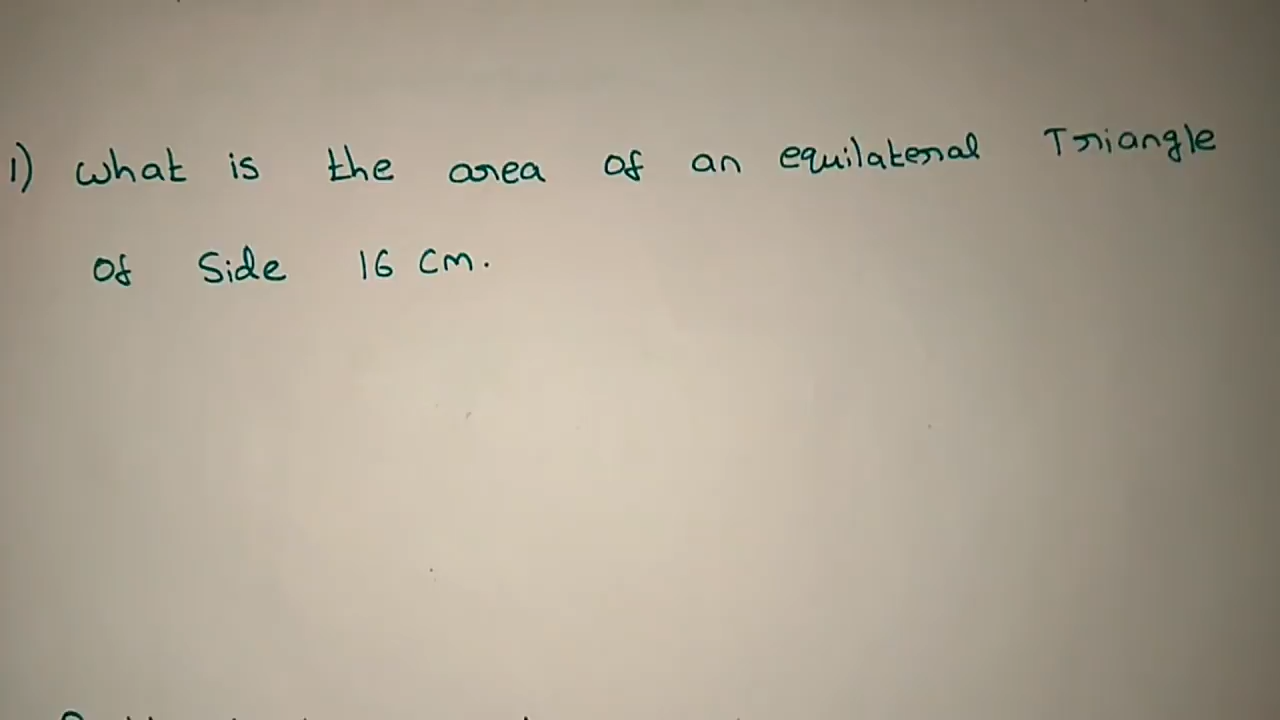 1) what is the area of an equilateral Triangle
of Side 16 cm.